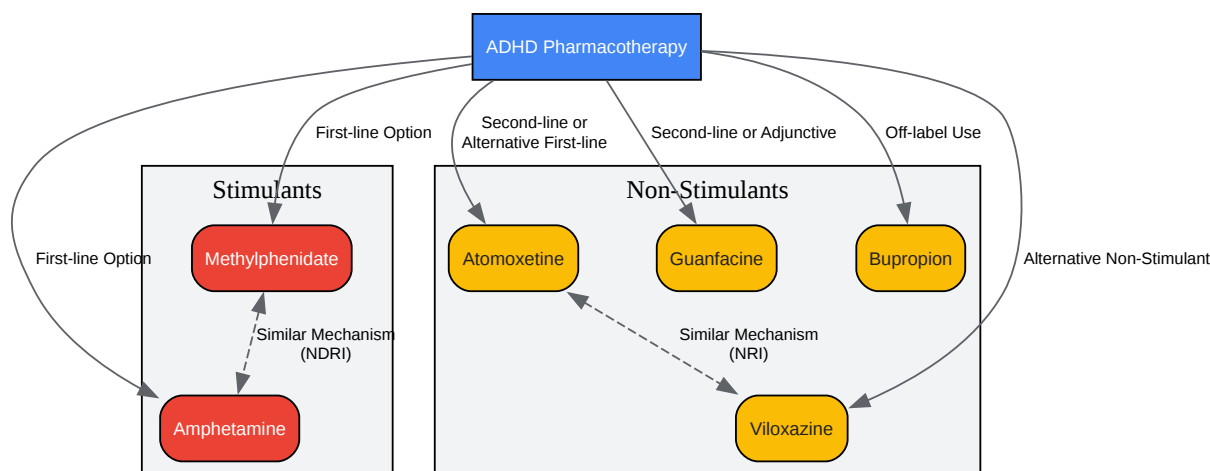 ADHD Pharmacotherapy
First-line Option
Second-line or
Alternative First-line
Second-line or Adjunctive
Off-label Use
Stimulants
Non-Stimulants
First-line Option
Methylphenidate
Atomoxetine
Guanfacine
Bupropion
Alternative Non-Stimulant
Similar Mechanism
(NDRI)
Similar Mechanism
(NRI)
Amphetamine
Viloxazine